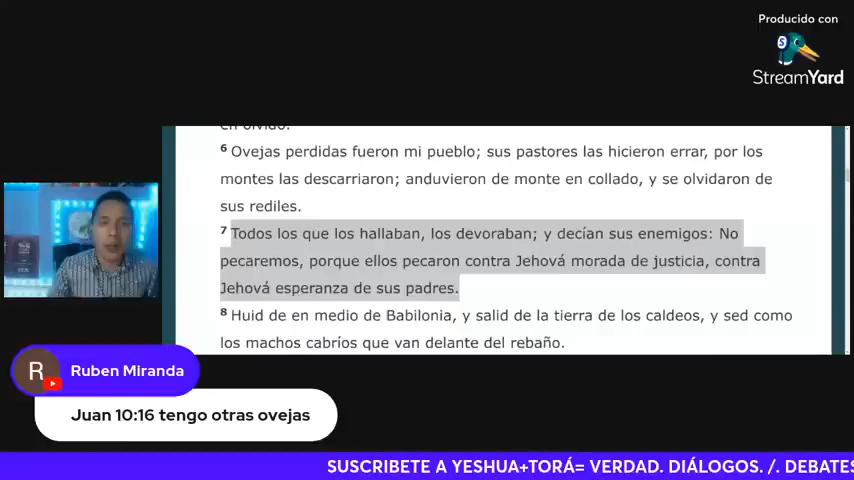 Producido con
StreamYard
en olvido.
6 Ovejas perdidas fueron mi pueblo; sus pastores las hicieron errar, por los
montes las descarriaron; anduvieron de monte en collado, y se olvidaron de
sus rediles.
7 Todos los que los hallaban, los devoraban; y decían sus enemigos: No
pecaremos, porque ellos pecaron contra Jehová morada de justicia, contra
Jehová esperanza de sus padres.
8 Huid de en medio de Babilonia, y salid de la tierra de los caldeos, y sed como
los machos cabríos que van delante del rebaño.
R
Ruben Miranda
Juan 10:16 tengo otras ovejas
SUSCRIBETE A YESHUA+TORÁ= VERDAD. DIÁLOGOS. /. DEBATES